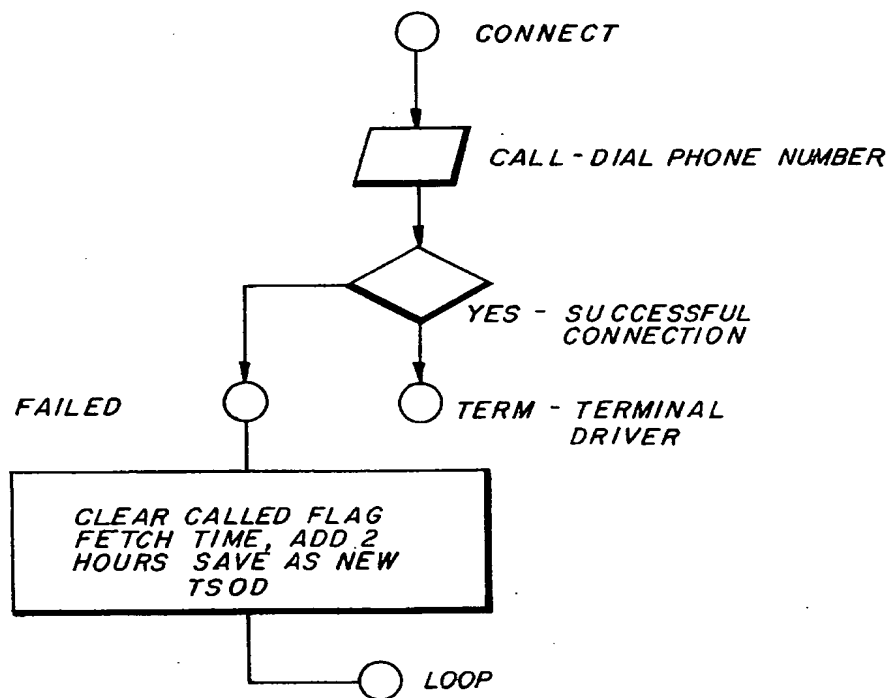 CONNECT
CALL-DIAL PHONE NUMBER
YES - SUCCESSFUL
CONNECTION
FAILED
TERM - TERMINAL
DRIVER
CLEAR CALLED FLAG
FETCH TIME, ADD 2
HOURS SAVE AS NEW
TSOD
LOOP